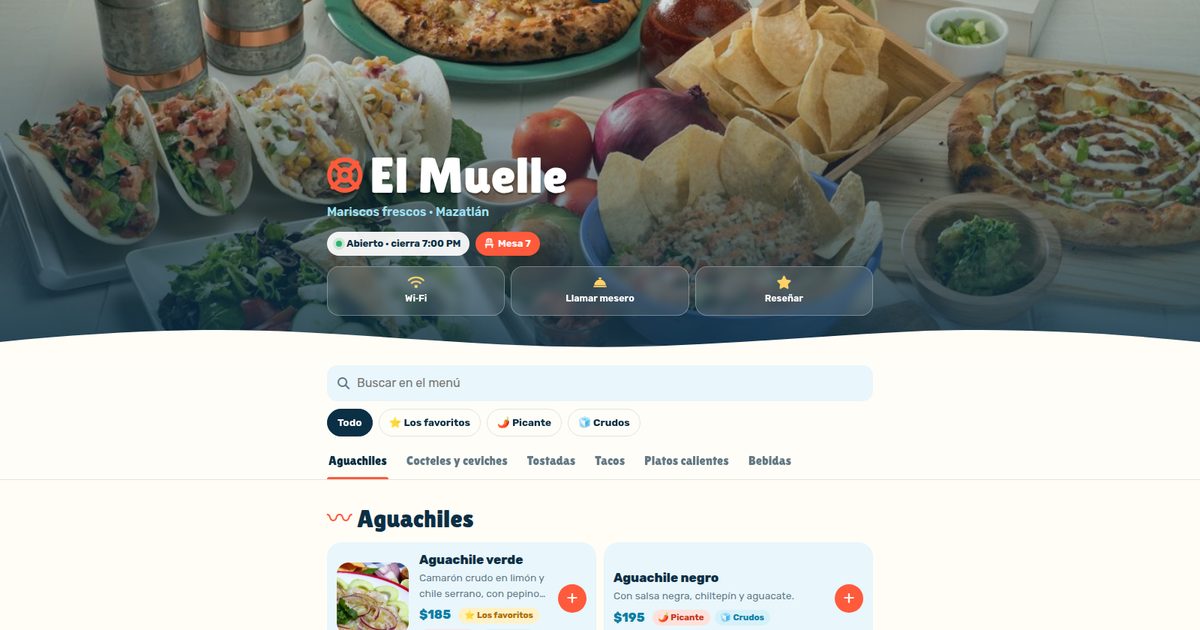 El Muelle
Mariscos frescos • Mazatlán
Abierto • cierra 7:00 PM
Mesa 7
Wi-Fi
Llamar mesero
Reseñar
Buscar en el menú
Todo
Los favoritos
Picante
Crudos
Aguachiles
Cocteles y ceviches
Tostadas
Tacos
Platos calientes
Bebidas
Aguachiles
Aguachile verde
Camarón crudo en limón y
chile serrano, con pepino...
$185
Los favoritos
Aguachile negro
Con salsa negra, chiltepín y aguacate.
$195
Picante
Crudos